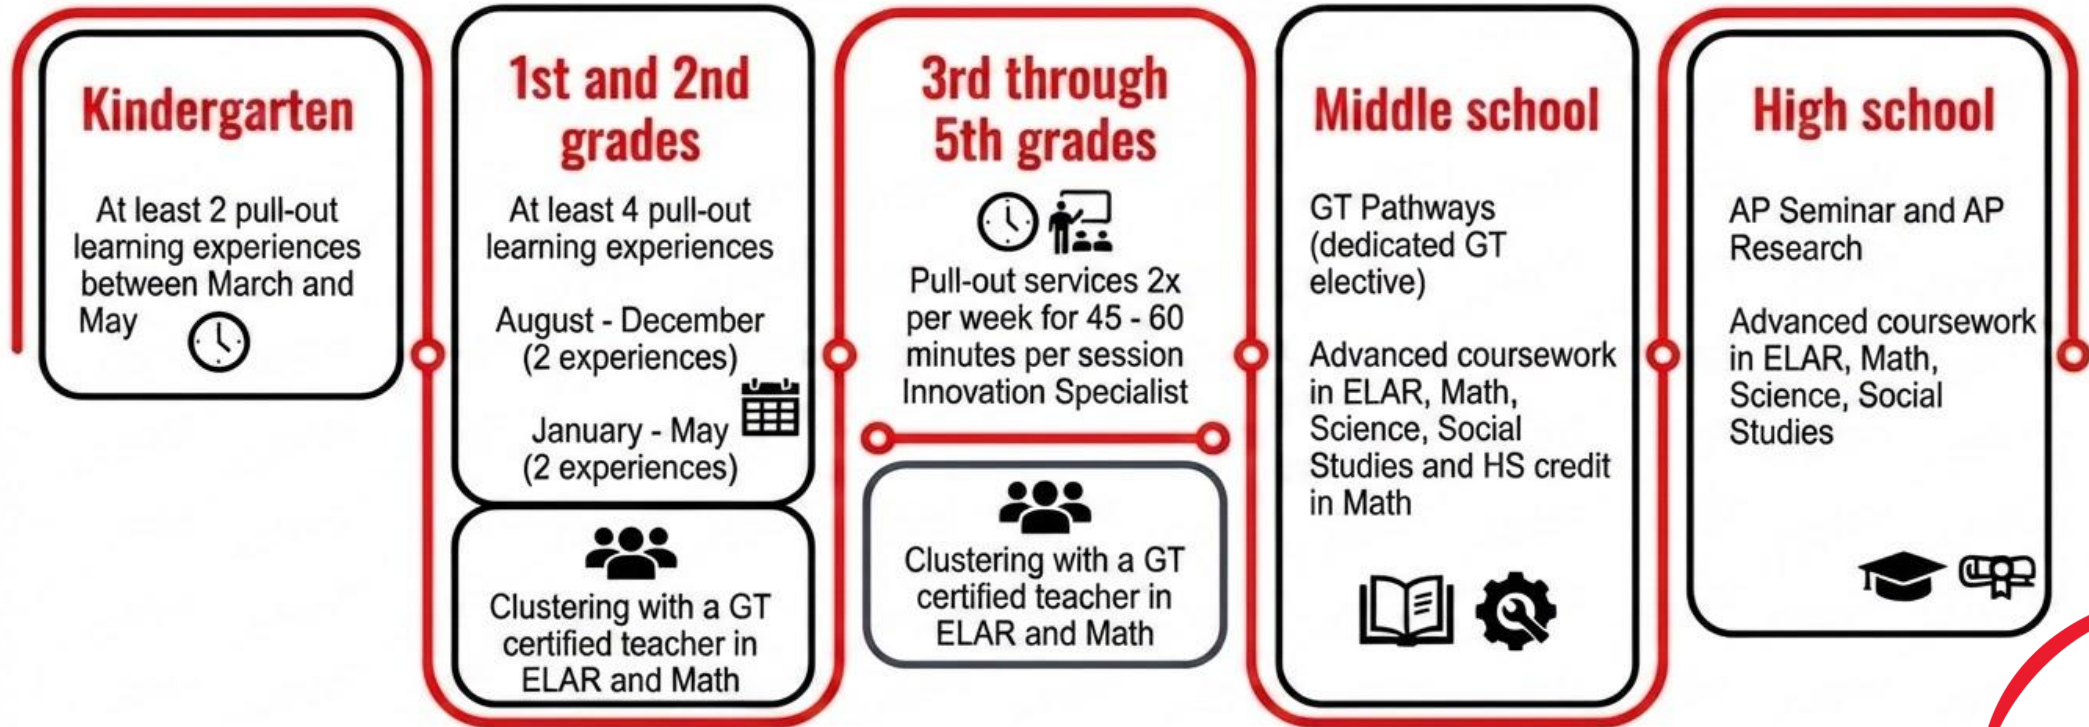 Kindergarten
At least 2 pull-out
learning experiences
between March and
May
1st and 2nd
grades
At least 4 pull-out
learning experiences
August - December
(2 experiences)
January - May
(2 experiences)
Clustering with a GT
certified teacher in
ELAR and Math
3rd through
5th grades
Pull-out services 2x
per week for 45 - 60
minutes per session
Innovation Specialist
Clustering with a GT
certified teacher in
ELAR and Math
Middle school
GT Pathways
(dedicated GT
elective)
Advanced coursework
in ELAR, Math,
Science, Social
Studies and HS credit
in Math
High school
AP Seminar and AP
Research
Advanced coursework
in ELAR, Math,
Science, Social
Studies